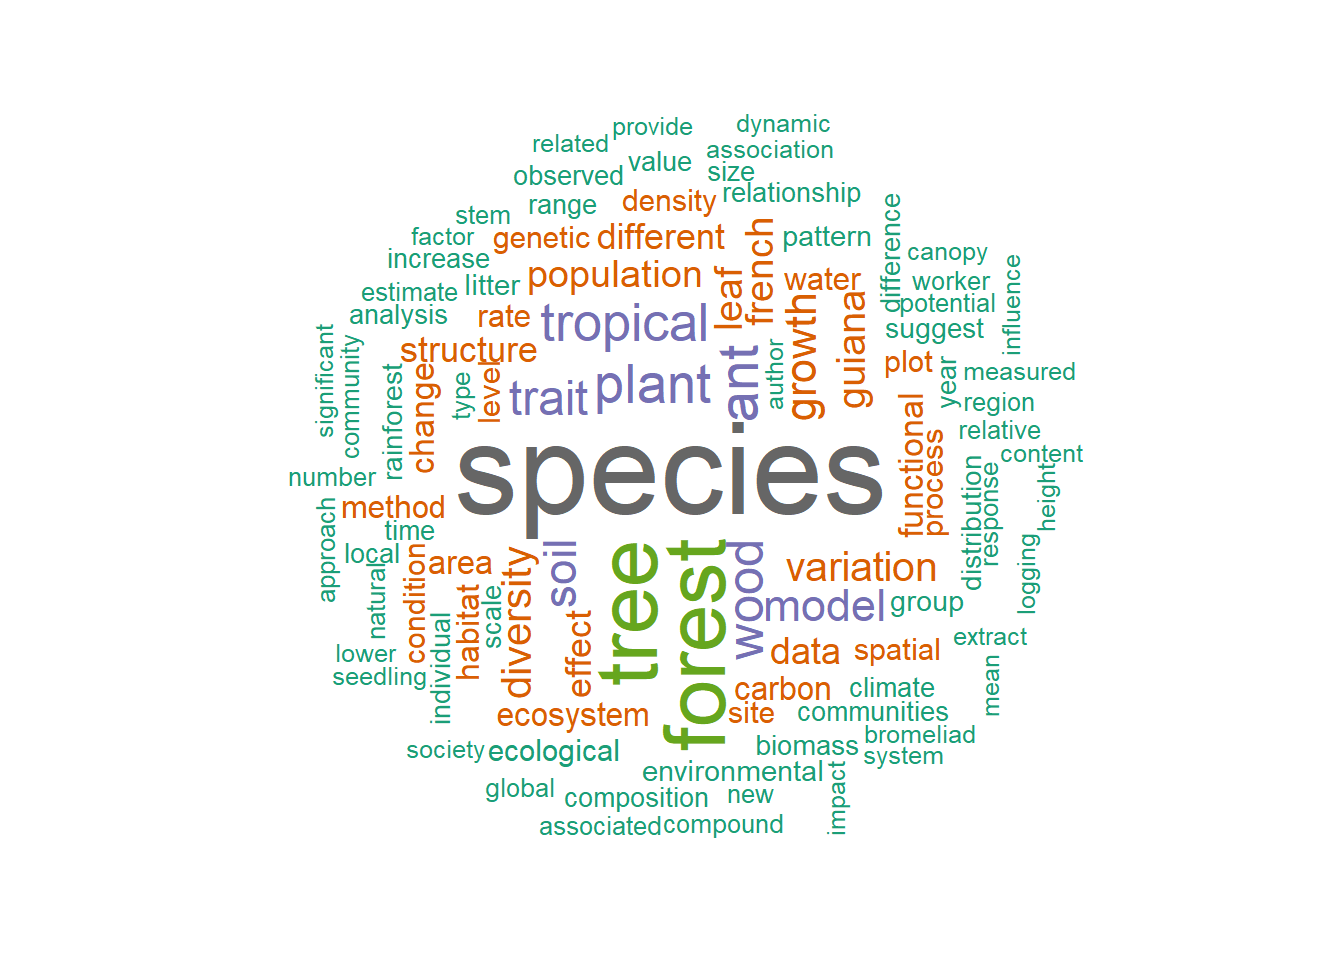 provide
dynamic
related
association
observed
value
size
relationship
range
density
stem
factor
genetic
different
french
pattern
difference
canopy
increase
population
leaf
water
worker
influence
estimate
litter
potential
analysis
rate
tropical
growth
guiana
suggest
significant
community
structure
author
plot
year
measured
rainforest
change
type
level
trait
plant
ant
region
relative
species
functional
process
content
number
method
time
distribution
response
height
approach
local
natural
condition
area
diversity
soil
tree
forest
wood
variation
logging
habitat
scale
model
group
effect
individual
extract
lower
seedling
data
spatial
mean
carbon
climate
ecosystem
site
communities
society
ecological
biomass
bromeliad
system
environmental
global
composition
new
impact
associated
compound